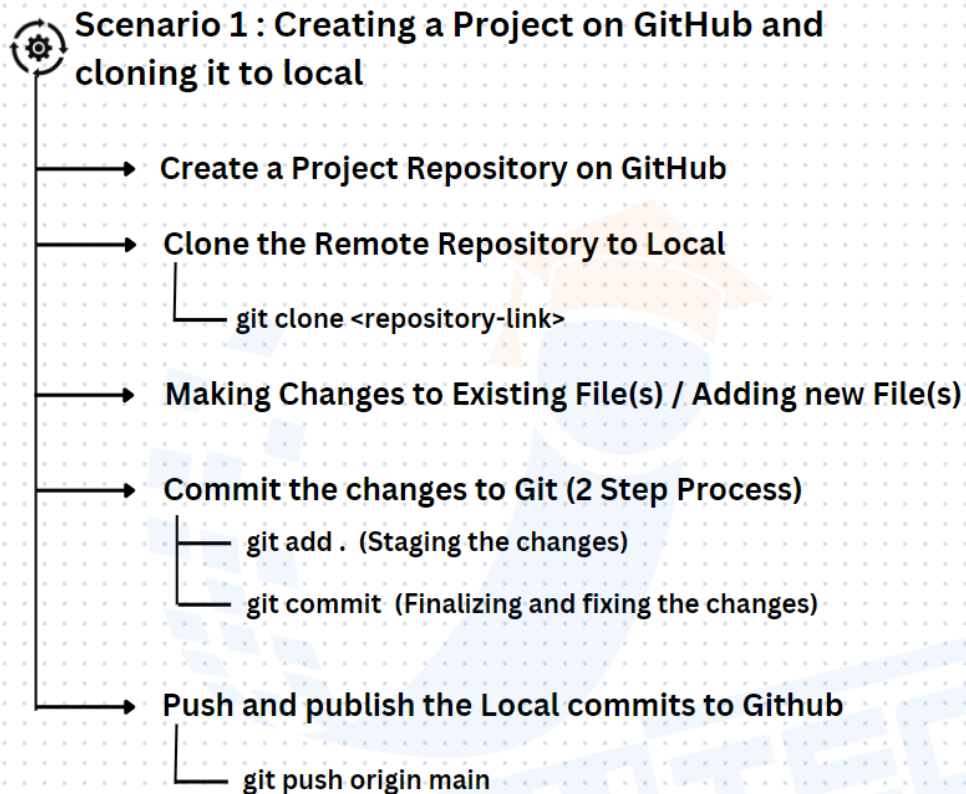 Scenario 1 : Creating a Project on GitHub and
cloning it to local
Create a Project Repository on GitHub
Clone the Remote Repository to Local
git clone <repository-link>
Making Changes to Existing File(s) / Adding new File(s)
Commit the changes to Git (2 Step Process)
git add . (Staging the changes)
git commit (Finalizing and fixing the changes)
Push and publish the Local commits to Github
git push origin main